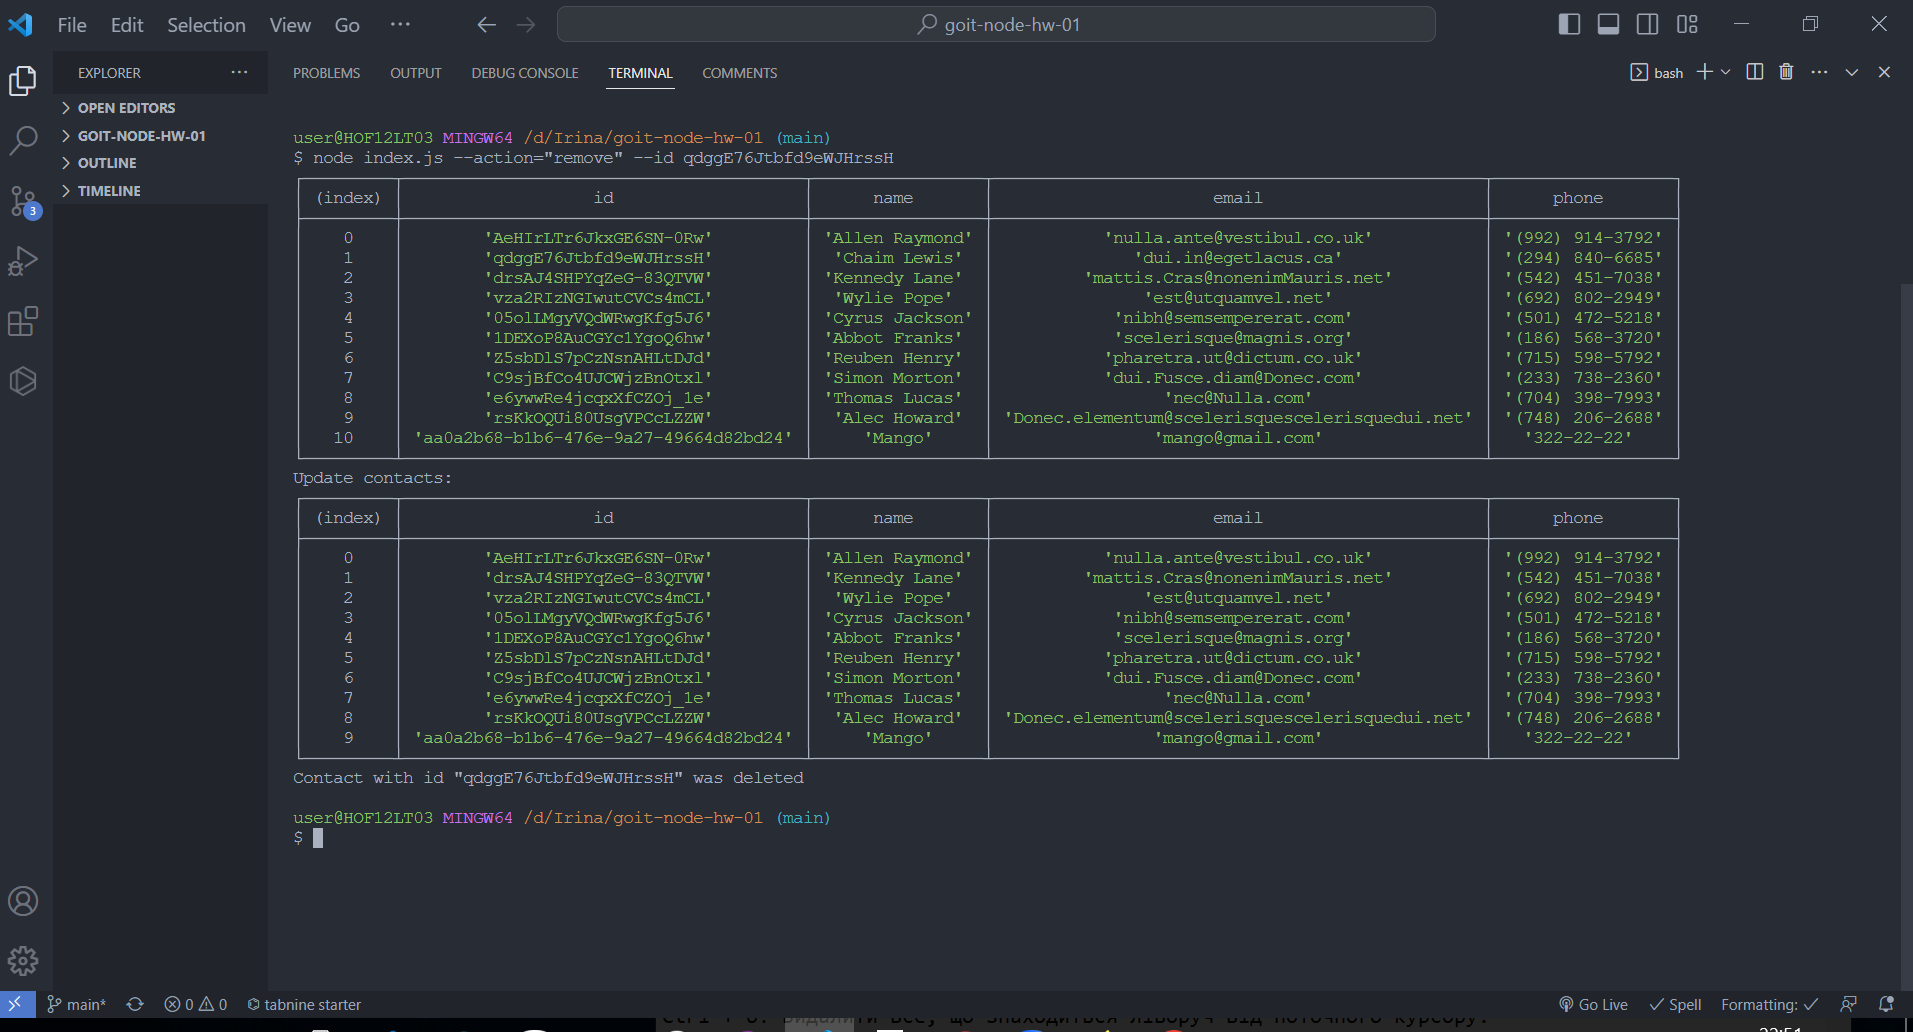 File Edit Selection View Go ··· goit-node-hw-01
EXPLORER ···
OPEN EDITORS
GOIT-NODE-HW-01
OUTLINE
TIMELINE
3
PROBLEMS OUTPUT DEBUG CONSOLE TERMINAL COMMENTS bash
user@HOF12LT03 MINGW64 /d/Irina/goit-node-hw-01 (main)
$ node index.js --action="remove" --id qdggE76Jtbfd9eWJHrssH
(index) id name email phone
0 'AeHIrLTr6JkxGE6SN-0Rw' 'Allen Raymond' 'nulla.ante@vestibul.co.uk' '(992) 914-3792'
1 'qdggE76Jtbfd9eWJHrssH' 'Chaim Lewis' 'dui.in@egetlacus.ca' '(294) 840-6685'
2 'drsAJ4SHPYqZeG-83QTVW' 'Kennedy Lane' 'mattis.Cras@nonenimMauris.net' '(542) 451-7038'
3 'vza2RIzNGIwutCVCs4mCL' 'Wylie Pope' 'est@utquamvel.net' '(692) 802-2949'
4 '05olLMgyVQdWRwgKfg5J6' 'Cyrus Jackson' 'nibh@semsempererat.com' '(501) 472-5218'
5 '1DEXoP8AuCGYc1YgoQ6hw' 'Abbot Franks' 'scelerisque@magnis.org' '(186) 568-3720'
6 'Z5sbDlS7pCzNsnAHLtDJd' 'Reuben Henry' 'pharetra.ut@dictum.co.uk' '(715) 598-5792'
7 'C9sjBfCo4UJCWjzBnOtxl' 'Simon Morton' 'dui.Fusce.diam@Donec.com' '(233) 738-2360'
8 'e6ywwRe4jcqxXfCZOj_1e' 'Thomas Lucas' 'nec@Nulla.com' '(704) 398-7993'
9 'rsKkOQUi80UsgVPCcLZZW' 'Alec Howard' 'Donec.elementum@scelerisquescelerisquedui.net' '(748) 206-2688'
10 'aa0a2b68-b1b6-476e-9a27-49664d82bd24' 'Mango' 'mango@gmail.com' '322-22-22'
Update contacts:
(index) id name email phone
0 'AeHIrLTr6JkxGE6SN-0Rw' 'Allen Raymond' 'nulla.ante@vestibul.co.uk' '(992) 914-3792'
1 'drsAJ4SHPYqZeG-83QTVW' 'Kennedy Lane' 'mattis.Cras@nonenimMauris.net' '(542) 451-7038'
2 'vza2RIzNGIwutCVCs4mCL' 'Wylie Pope' 'est@utquamvel.net' '(692) 802-2949'
3 '05olLMgyVQdWRwgKfg5J6' 'Cyrus Jackson' 'nibh@semsempererat.com' '(501) 472-5218'
4 '1DEXoP8AuCGYc1YgoQ6hw' 'Abbot Franks' 'scelerisque@magnis.org' '(186) 568-3720'
5 'Z5sbDlS7pCzNsnAHLtDJd' 'Reuben Henry' 'pharetra.ut@dictum.co.uk' '(715) 598-5792'
6 'C9sjBfCo4UJCWjzBnOtxl' 'Simon Morton' 'dui.Fusce.diam@Donec.com' '(233) 738-2360'
7 'e6ywwRe4jcqxXfCZOj_1e' 'Thomas Lucas' 'nec@Nulla.com' '(704) 398-7993'
8 'rsKkOQUi80UsgVPCcLZZW' 'Alec Howard' 'Donec.elementum@scelerisquescelerisquedui.net' '(748) 206-2688'
9 'aa0a2b68-b1b6-476e-9a27-49664d82bd24' 'Mango' 'mango@gmail.com' '322-22-22'
Contact with id "qdggE76Jtbfd9eWJHrssH" was deleted
user@HOF12LT03 MINGW64 /d/Irina/goit-node-hw-01 (main)
$
main* 0 0 tabnine starter Go Live Spell Formatting: